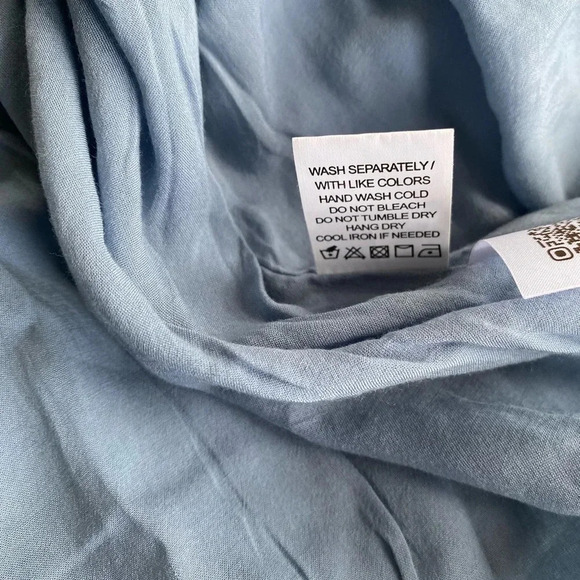 WASH SEPARATELY /
WITH LIKE COLORS
HAND WASH COLD
DO NOT BLEACH
DO NOT TUMBLE DRY
HANG DRY
COOL IRON IF NEEDED